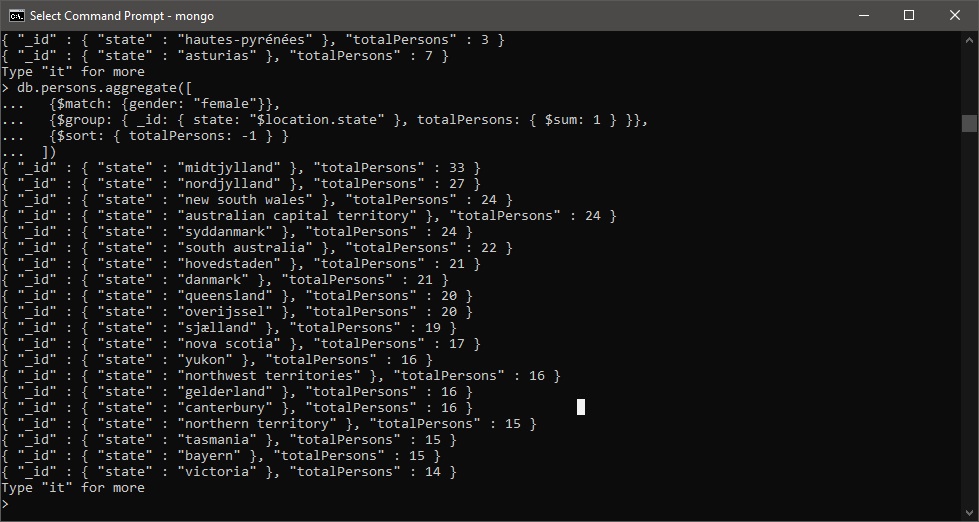 Select Command Prompt - mongo
{ "_id" : { "state" : "hautes-pyrénées" }, "totalPersons" : 3 }
{ "_id" : { "state" : "asturias" }, "totalPersons" : 7 }
Type "it" for more
> db.persons.aggregate([
...   {$match: {gender: "female"}},
...   {$group: { _id: { state: "$location.state" }, totalPersons: { $sum: 1 } }},
...   {$sort: { totalPersons: -1 } }
...  ])
{ "_id" : { "state" : "midtjylland" }, "totalPersons" : 33 }
{ "_id" : { "state" : "nordjylland" }, "totalPersons" : 27 }
{ "_id" : { "state" : "new south wales" }, "totalPersons" : 24 }
{ "_id" : { "state" : "australian capital territory" }, "totalPersons" : 24 }
{ "_id" : { "state" : "syddanmark" }, "totalPersons" : 24 }
{ "_id" : { "state" : "south australia" }, "totalPersons" : 22 }
{ "_id" : { "state" : "hovedstaden" }, "totalPersons" : 21 }
{ "_id" : { "state" : "danmark" }, "totalPersons" : 21 }
{ "_id" : { "state" : "queensland" }, "totalPersons" : 20 }
{ "_id" : { "state" : "overijssel" }, "totalPersons" : 20 }
{ "_id" : { "state" : "sjælland" }, "totalPersons" : 19 }
{ "_id" : { "state" : "nova scotia" }, "totalPersons" : 17 }
{ "_id" : { "state" : "yukon" }, "totalPersons" : 16 }
{ "_id" : { "state" : "northwest territories" }, "totalPersons" : 16 }
{ "_id" : { "state" : "gelderland" }, "totalPersons" : 16 }
{ "_id" : { "state" : "canterbury" }, "totalPersons" : 16 }
{ "_id" : { "state" : "northern territory" }, "totalPersons" : 15 }
{ "_id" : { "state" : "tasmania" }, "totalPersons" : 15 }
{ "_id" : { "state" : "bayern" }, "totalPersons" : 15 }
{ "_id" : { "state" : "victoria" }, "totalPersons" : 14 }
Type "it" for more
>